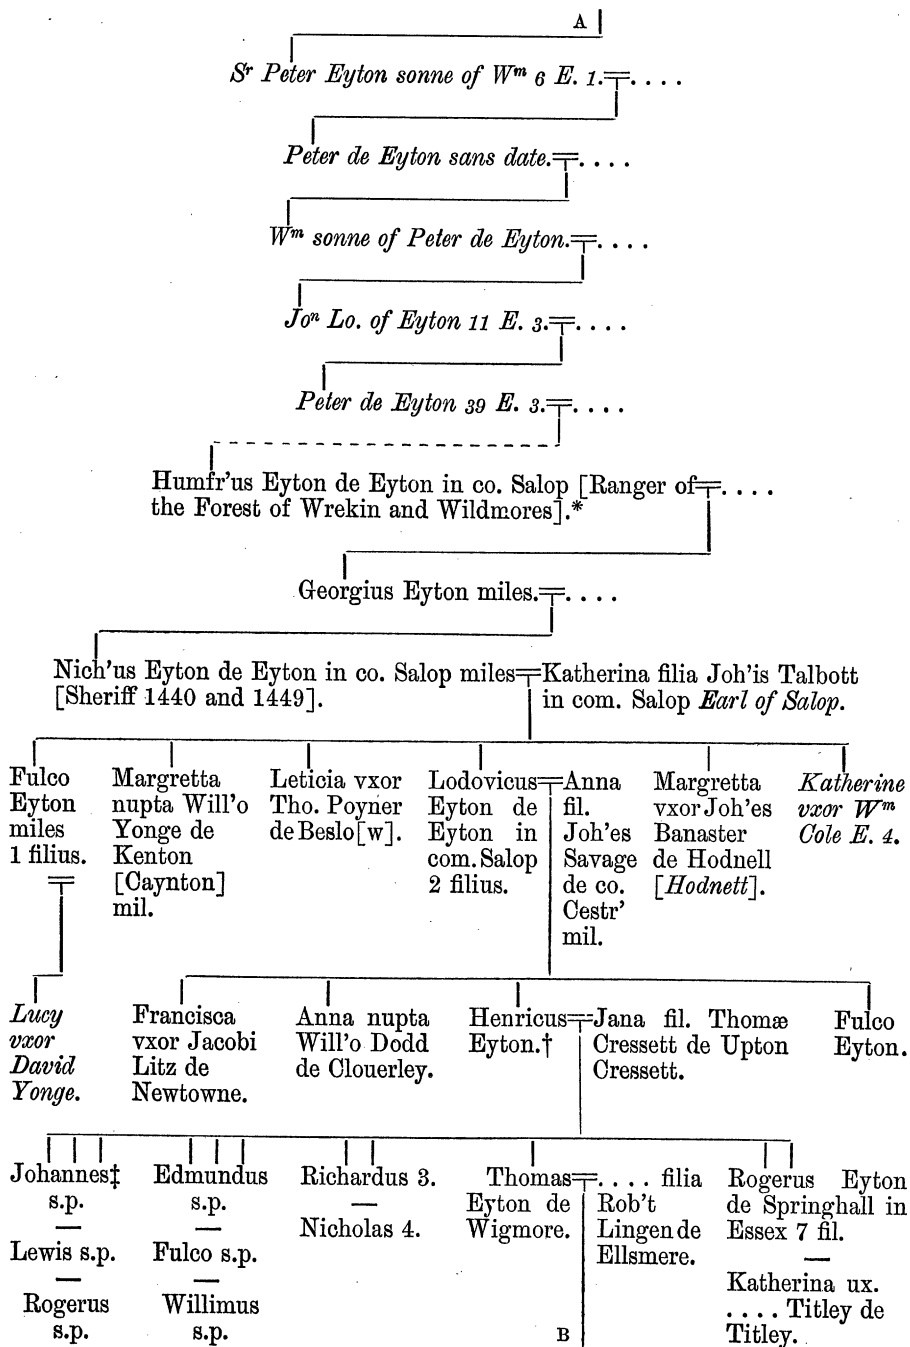 A
Sr Peter Eyton sonne of Wm 6 E. 1.=. . . .
Peter de Eyton sans date.=. . . .
Wm sonne of Peter de Eyton.=. . . .
Jon Lo. of Eyton 11 E. 3.=. . . .
Peter de Eyton 39 E. 3.=. . . .
Humfr'us Eyton de Eyton in co. Salop [Ranger of=. . . .
the Forest of Wrekin and Wildmores].*
Georgius Eyton miles.=. . . .
Nich'us Eyton de Eyton in co. Salop miles=Katherina filia Joh'is Talbott
[Sheriff 1440 and 1449].
in com. Salop Earl of Salop.
Fulco
Eyton
miles
1 filius.
Margretta
nupta Will'o
Yonge de
Kenton
[Caynton]
mil.
Leticia vxor
Tho. Poyner
de Beslo[w].
Lodovicus=
Eyton de
Eyton in
com. Salop
2 filius.
Anna
fil.
Joh'es
Savage
de co.
Cestr'
mil.
Margretta
vxor Joh'es
Banaster
de Hodnell
[Hodnett].
Katherine
vxor Wm
Cole E. 4.
Lucy
vxor
David
Yonge.
Francisca
vxor Jacobi
Litz de
Newtowne.
Anna nupta
Will'o Dodd
de Clouerley.
Henricus=
Eyton.†
Jana fil. Thomæ
Cressett de Upton
Cressett.
Fulco
Eyton.
Johannes‡
s.p.
—
Lewis s.p.
—
Rogerus
s.p.
Edmundus
s.p.
—
Fulco s.p.
—
Willimus
s.p.
Richardus 3.
—
Nicholas 4.
Thomas=
Eyton de
Wigmore.
. . . . filia
Rob't
Lingen de
Ellsmere.
Rogerus Eyton
de Springhall in
Essex 7 fil.
—
Katherina ux.
. . . . Titley de
Titley.
B